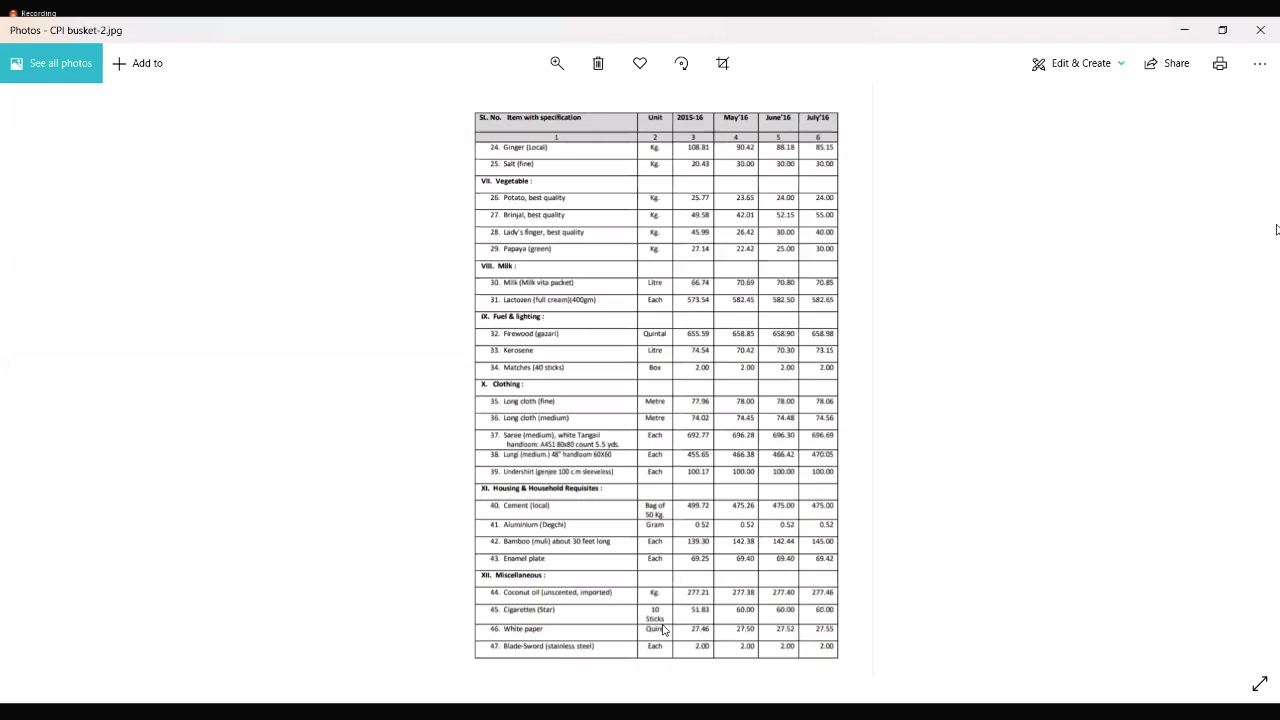 Recording
Photos - CPI busket-2.jpg
See all photos Add to Edit & Create Share
SL. No. Item with specification Unit 2015-16 May'16 June'16 July'16
1 2 3 4 5 6
24. Ginger (Local) Kg. 108.81 90.42 88.18 85.15
25. Salt (fine) Kg. 20.43 30.00 30.00 30.00
VII. Vegetable :
26. Potato, best quality Kg. 25.77 23.65 24.00 24.00
27. Brinjal, best quality Kg. 49.58 42.01 52.15 55.00
28. Lady's finger, best quality Kg. 45.99 26.42 30.00 40.00
29. Papaya (green) Kg. 27.14 22.42 25.00 30.00
VIII. Milk :
30. Milk (Milk vita packet) Litre 66.74 70.69 70.80 70.85
31. Lactozen (full cream)(400gm) Each 573.54 582.45 582.50 582.65
IX. Fuel & lighting :
32. Firewood (gazari) Quintal 655.59 658.85 658.90 658.98
33. Kerosene Litre 74.54 70.42 70.30 73.15
34. Matches (40 sticks) Box 2.00 2.00 2.00 2.00
X. Clothing :
35. Long cloth (fine) Metre 77.96 78.00 78.00 78.06
36. Long cloth (medium) Metre 74.02 74.45 74.48 74.56
37. Saree (medium), white Tangail Each 692.77 696.28 696.30 696.69
handloom: A4S1 80x80 count 5.5 yds.
38. Lungi (medium.) 48" handloom 60X60 Each 455.65 466.38 466.42 470.05
39. Undershirt (genjee 100 c.m sleeveless) Each 100.17 100.00 100.00 100.00
XI. Housing & Household Requisites :
40. Cement (local) Bag of 499.72 475.26 475.00 475.00
50 Kg.
41. Aluminium (Degchi) Gram 0.52 0.52 0.52 0.52
42. Bamboo (muli) about 30 feet long Each 139.30 142.38 142.44 145.00
43. Enamel plate Each 69.25 69.40 69.40 69.42
XII. Miscellaneous :
44. Coconut oil (unscented, imported) Kg. 277.21 277.38 277.40 277.46
45. Cigarettes (Star) 10 51.83 60.00 60.00 60.00
Sticks
46. White paper 27.46 27.50 27.52 27.55
47. Blade-Sword (stainless steel) Each 2.00 2.00 2.00 2.00